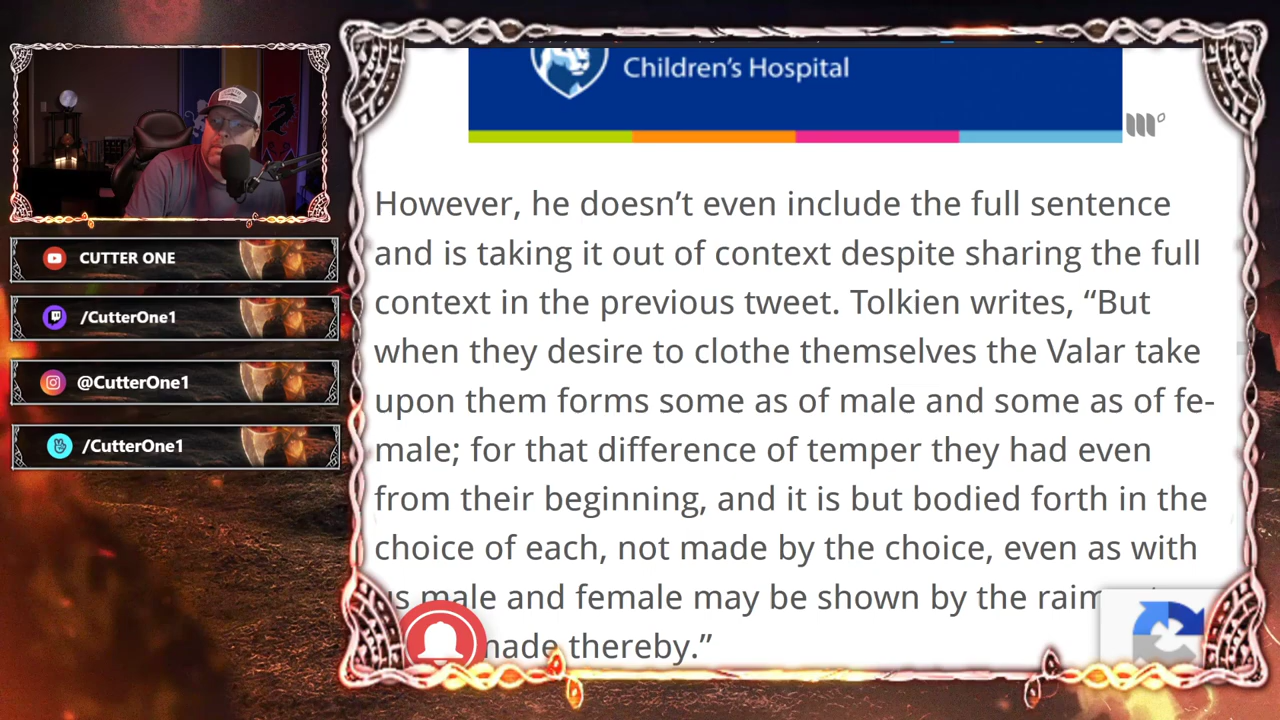 Children's Hospital
However, he doesn’t even include the full sentence
and is taking it out of context despite sharing the full
context in the previous tweet. Tolkien writes, “But
when they desire to clothe themselves the Valar take
upon them forms some as of male and some as of fe-
male; for that difference of temper they had even
from their beginning, and it is but bodied forth in the
choice of each, not made by the choice, even as with
male and female may be shown by the
made thereby.”
CUTTER ONE
/CutterOne1
@CutterOne1
/CutterOne1